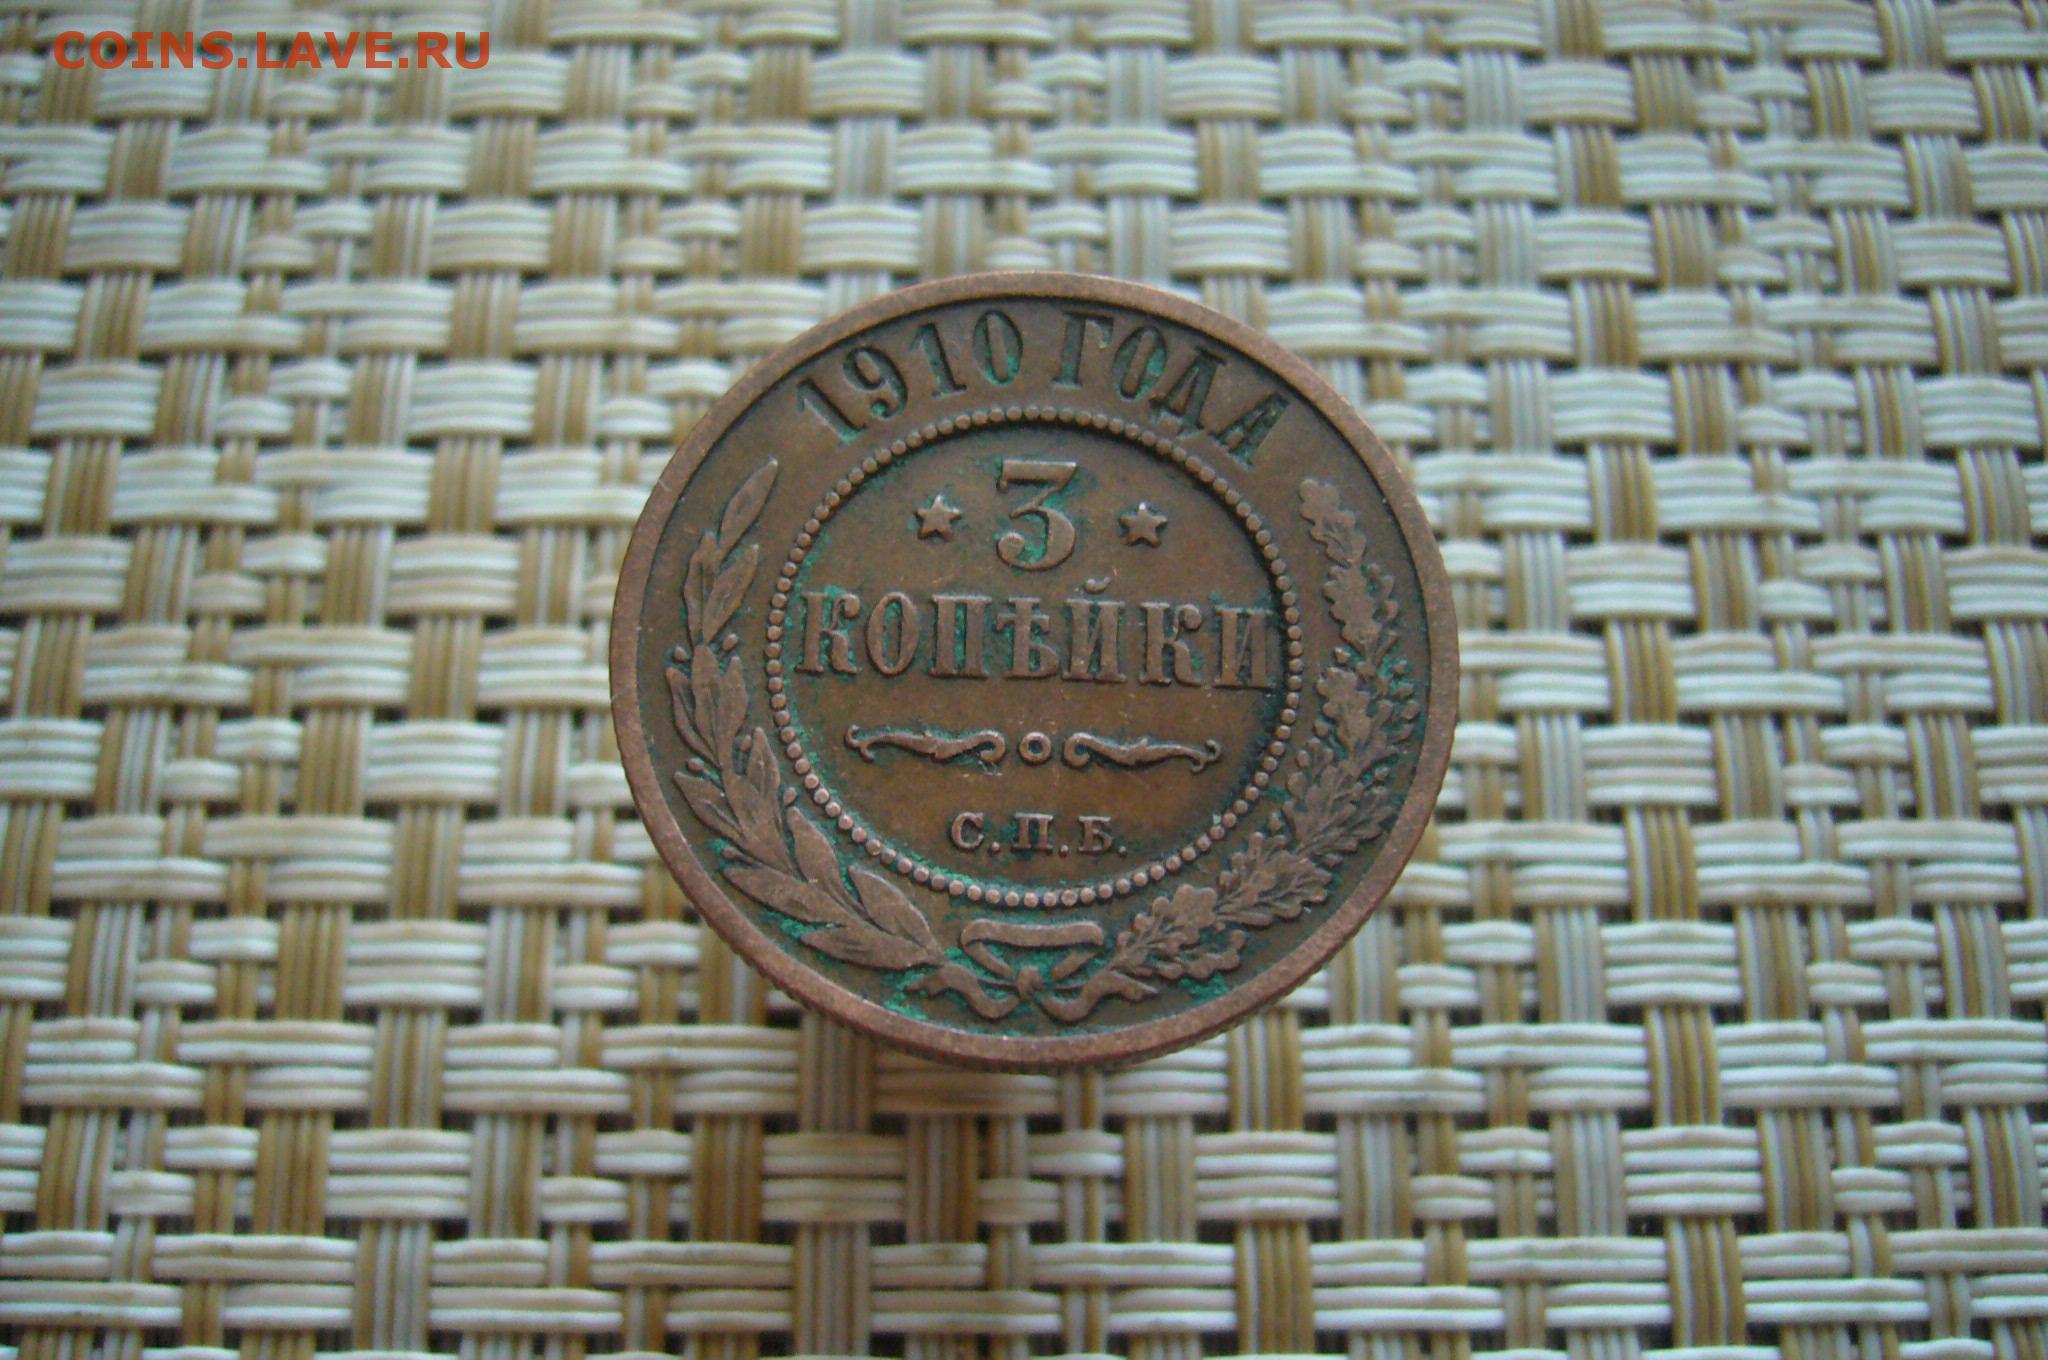 COINS.LAVE.RU
1910 ГОДА
3
КОПѢЙКИ
С.П.Б.